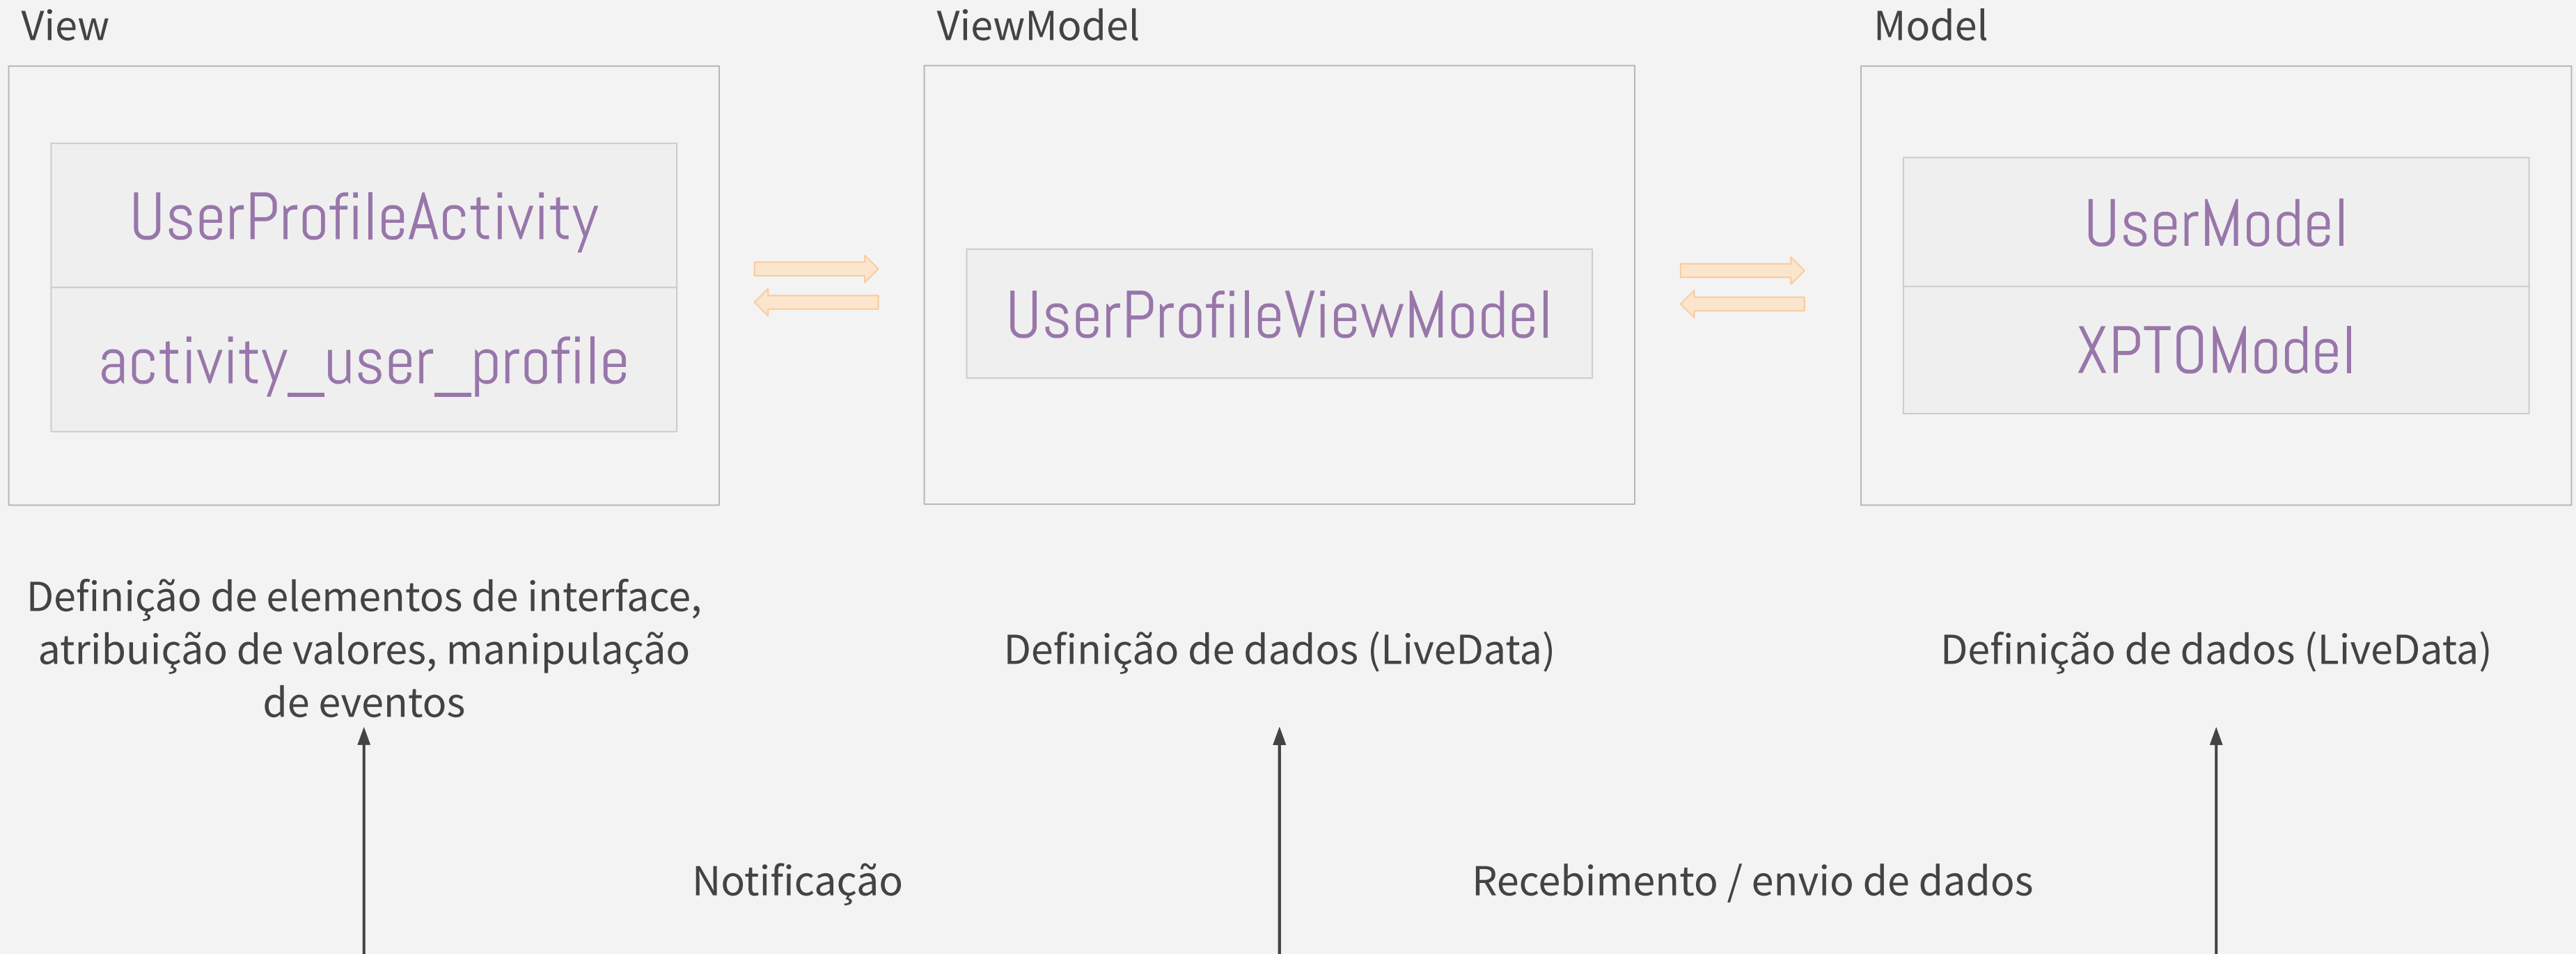 View
ViewModel
Model
UserProfileActivity
activity_user_profile
UserProfileViewModel
UserModel
XPTOModel
Definição de elementos de interface,
atribuição de valores, manipulação
de eventos
Definição de dados (LiveData)
Definição de dados (LiveData)
Notificação
Recebimento / envio de dados